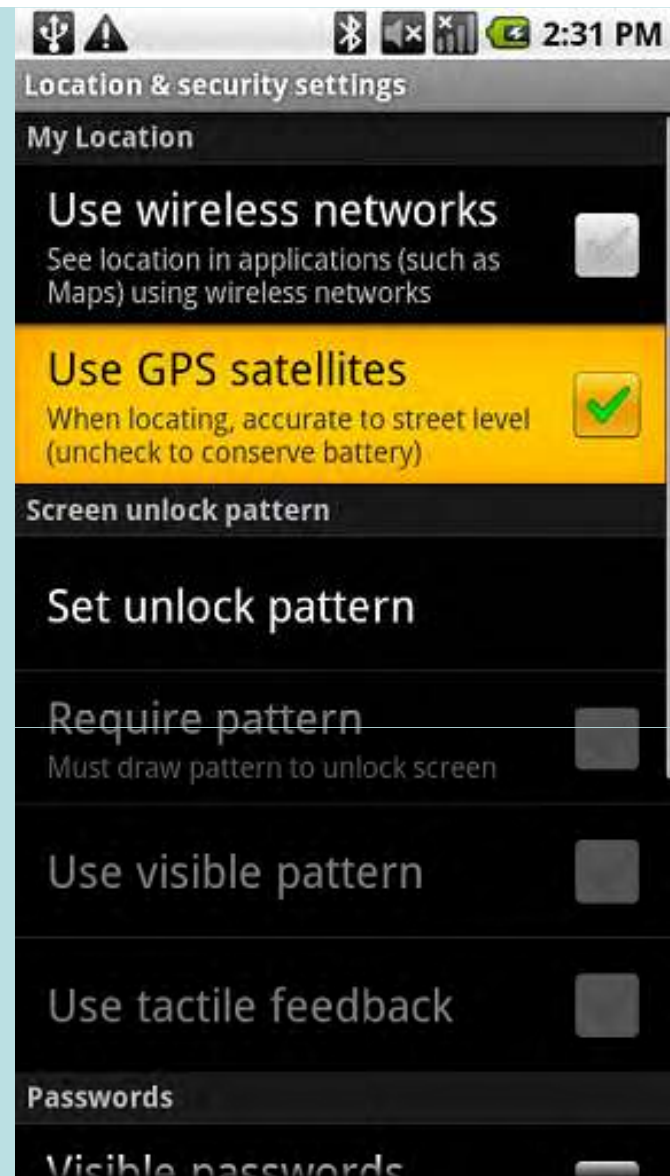 2:31 PM
Location & security settings
My Location
Use wireless networks
See location in applications (such as
Maps) using wireless networks
Use GPS satellites
When locating, accurate to street level
(uncheck to conserve battery)
Screen unlock pattern
Set unlock pattern
Require pattern
Must draw pattern to unlock screen
Use visible pattern
Use tactile feedback
Passwords
Visible passwords